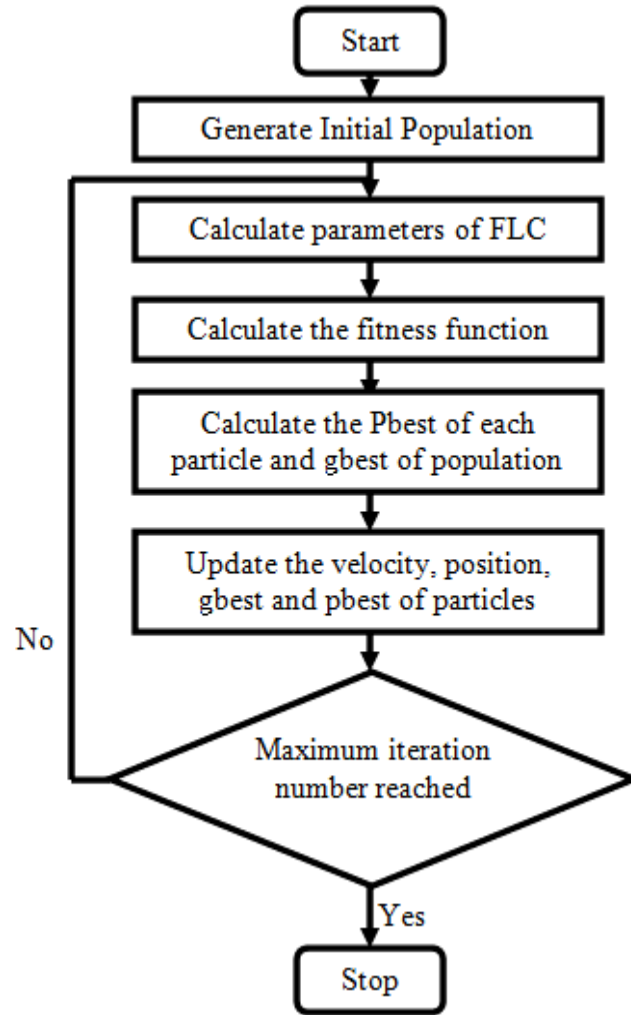 Start
Generate Initial Population
Calculate parameters of FLC
Calculate the fitness function
Calculate the Pbest of each
particle and gbest of population
Update the velocity, position,
gbest and pbest of particles
No
Maximum iteration
number reached
Yes
Stop